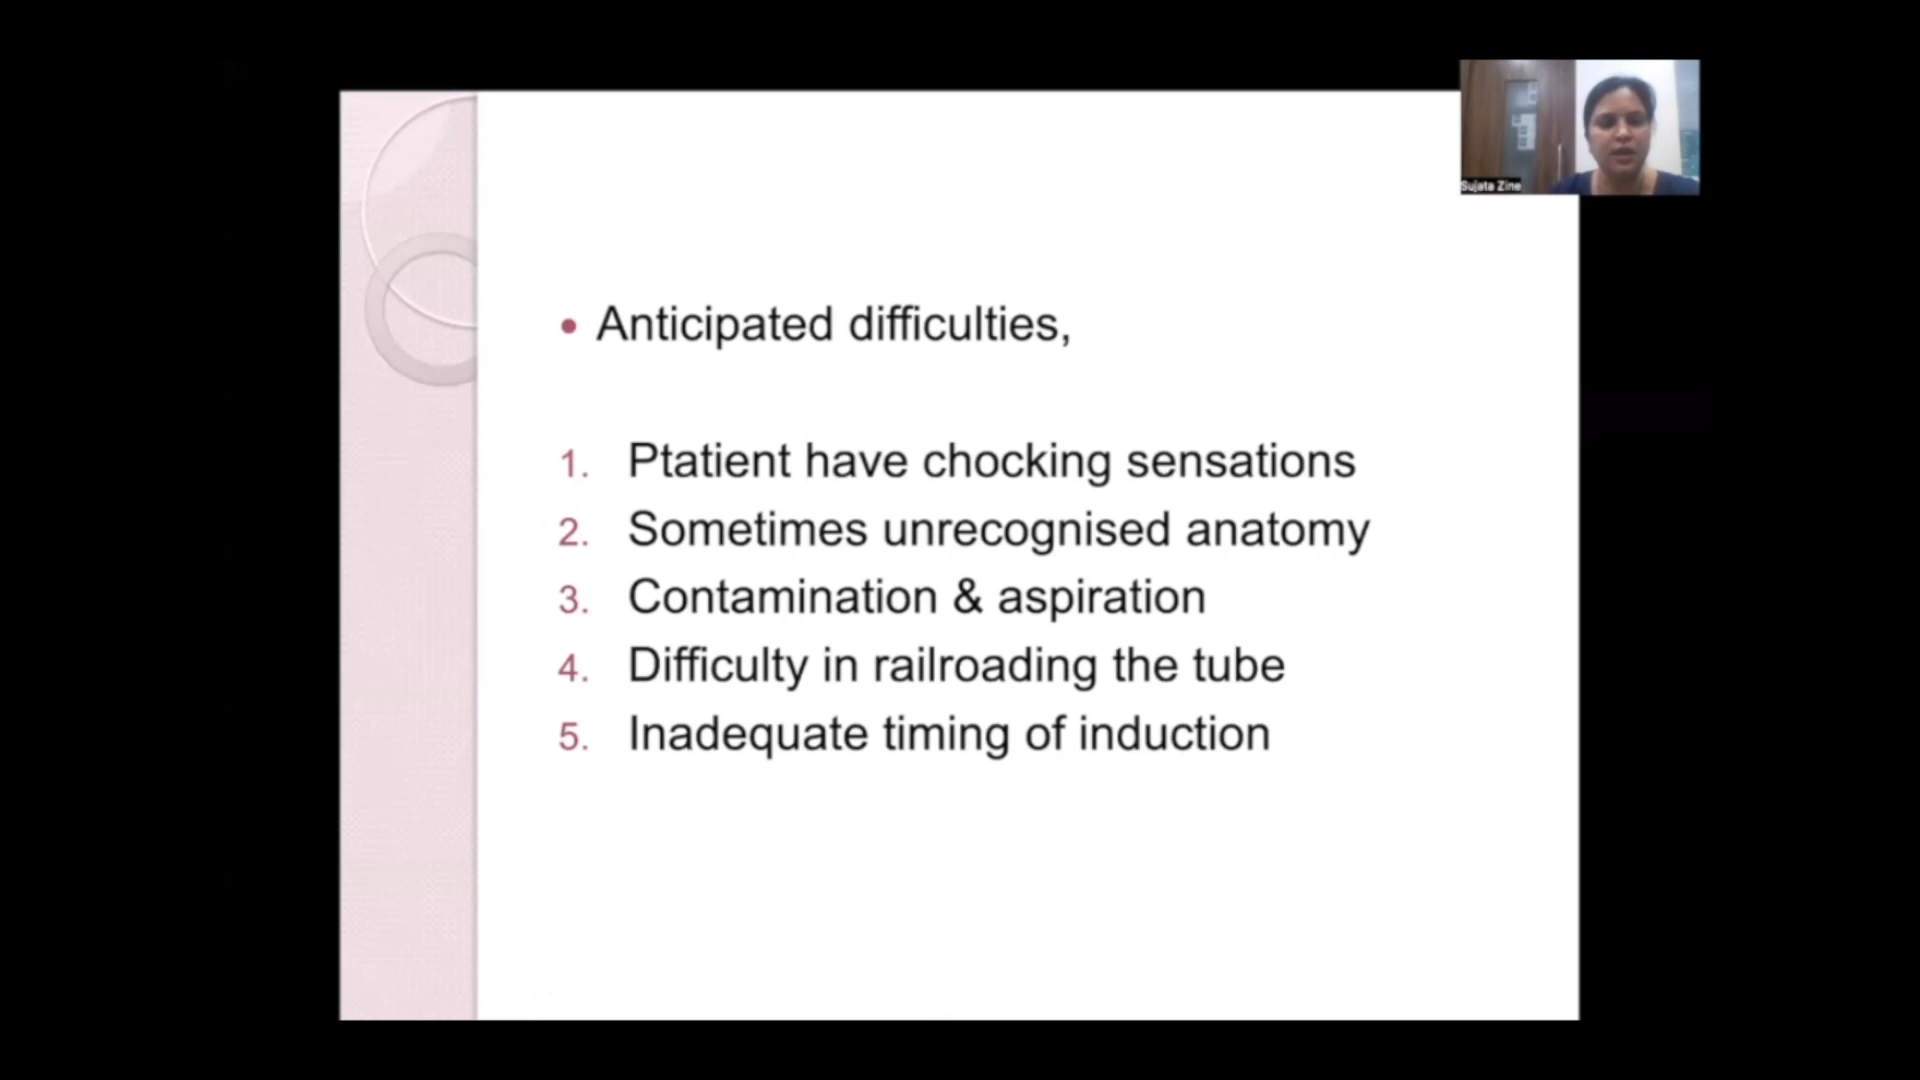 Sujata Zine
• Anticipated difficulties,
1. Ptatient have chocking sensations
2. Sometimes unrecognised anatomy
3. Contamination & aspiration
4. Difficulty in railroading the tube
5. Inadequate timing of induction